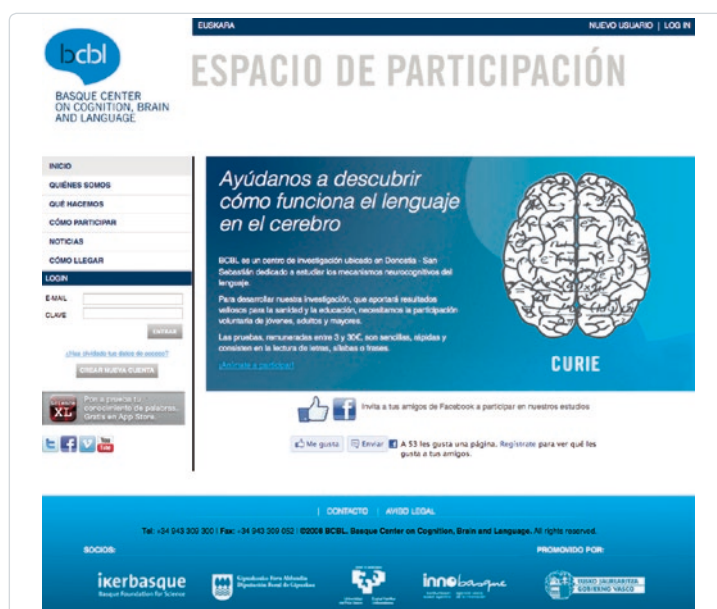 EUSKARA
NUEVO USUARIO | LOG IN
bcbl
BASQUE CENTER
ON COGNITION, BRAIN
AND LANGUAGE
ESPACIO DE PARTICIPACIÓN
INICIO
QUIÉNES SOMOS
QUÉ HACEMOS
CÓMO PARTICIPAR
NOTICIAS
CÓMO LLEGAR
LOGIN
E-MAIL
CLAVE
ENTRAR
¿Has olvidado tus datos de acceso?
CREAR NUEVA CUENTA
XL
Pon a prueba tu
conocimiento de palabras.
Gratis en App Store.
Ayúdanos a descubrir
cómo funciona el lenguaje
en el cerebro
BCBL es un centro de investigación ubicado en Donostia - San
Sebastián dedicado a estudiar los mecanismos neurocognitivos del
lenguaje.
Para desarrollar nuestra investigación, que aportará resultados
valiosos para la sanidad y la educación, necesitamos la participación
voluntaria de jóvenes, adultos y mayores.
Las pruebas, remuneradas entre 3 y 30€, son sencillas, rápidas y
consisten en la lectura de letras, sílabas o frases.
¡Anímate a participar!
CURIE
Invita a tus amigos de Facebook a participar en nuestros estudios
Me gusta
Enviar
A 53 les gusta una página. Regístrate para ver qué les
gusta a tus amigos.
You
Tube
| CONTACTO | AVISO LEGAL
Tel: +34 943 309 300 | Fax: +34 943 309 052 | ©2008 BCBL. Basque Center on Cognition, Brain and Language. All rights reserved.
SOCIOS:
PROMOVIDO POR:
ikerbasque
Basque Foundation for Science
Gipuzkoako Foru Aldundia
Diputación Foral de Gipuzkoa
innobasque
EUSKO JAURLARITZA
GOBIERNO VASCO